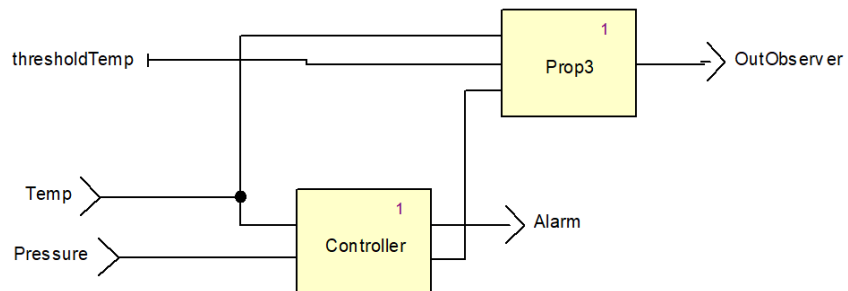 1
thresholdTemp
Prop3
OutObserver
Temp
1
Alarm
Controller
Pressure